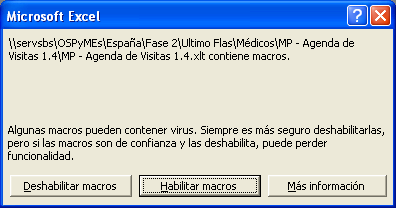 Microsoft Excel
\\servsbs\OSPyMEs\España\Fase 2\Ultimo Flas\Médicos\MP - Agenda de
Visitas 1.4\MP - Agenda de Visitas 1.4.xlt contiene macros.
Algunas macros pueden contener virus. Siempre es más seguro deshabilitarlas,
pero si las macros son de confianza y las deshabilita, puede perder
funcionalidad.
Deshabilitar macros
Habilitar macros
Más información